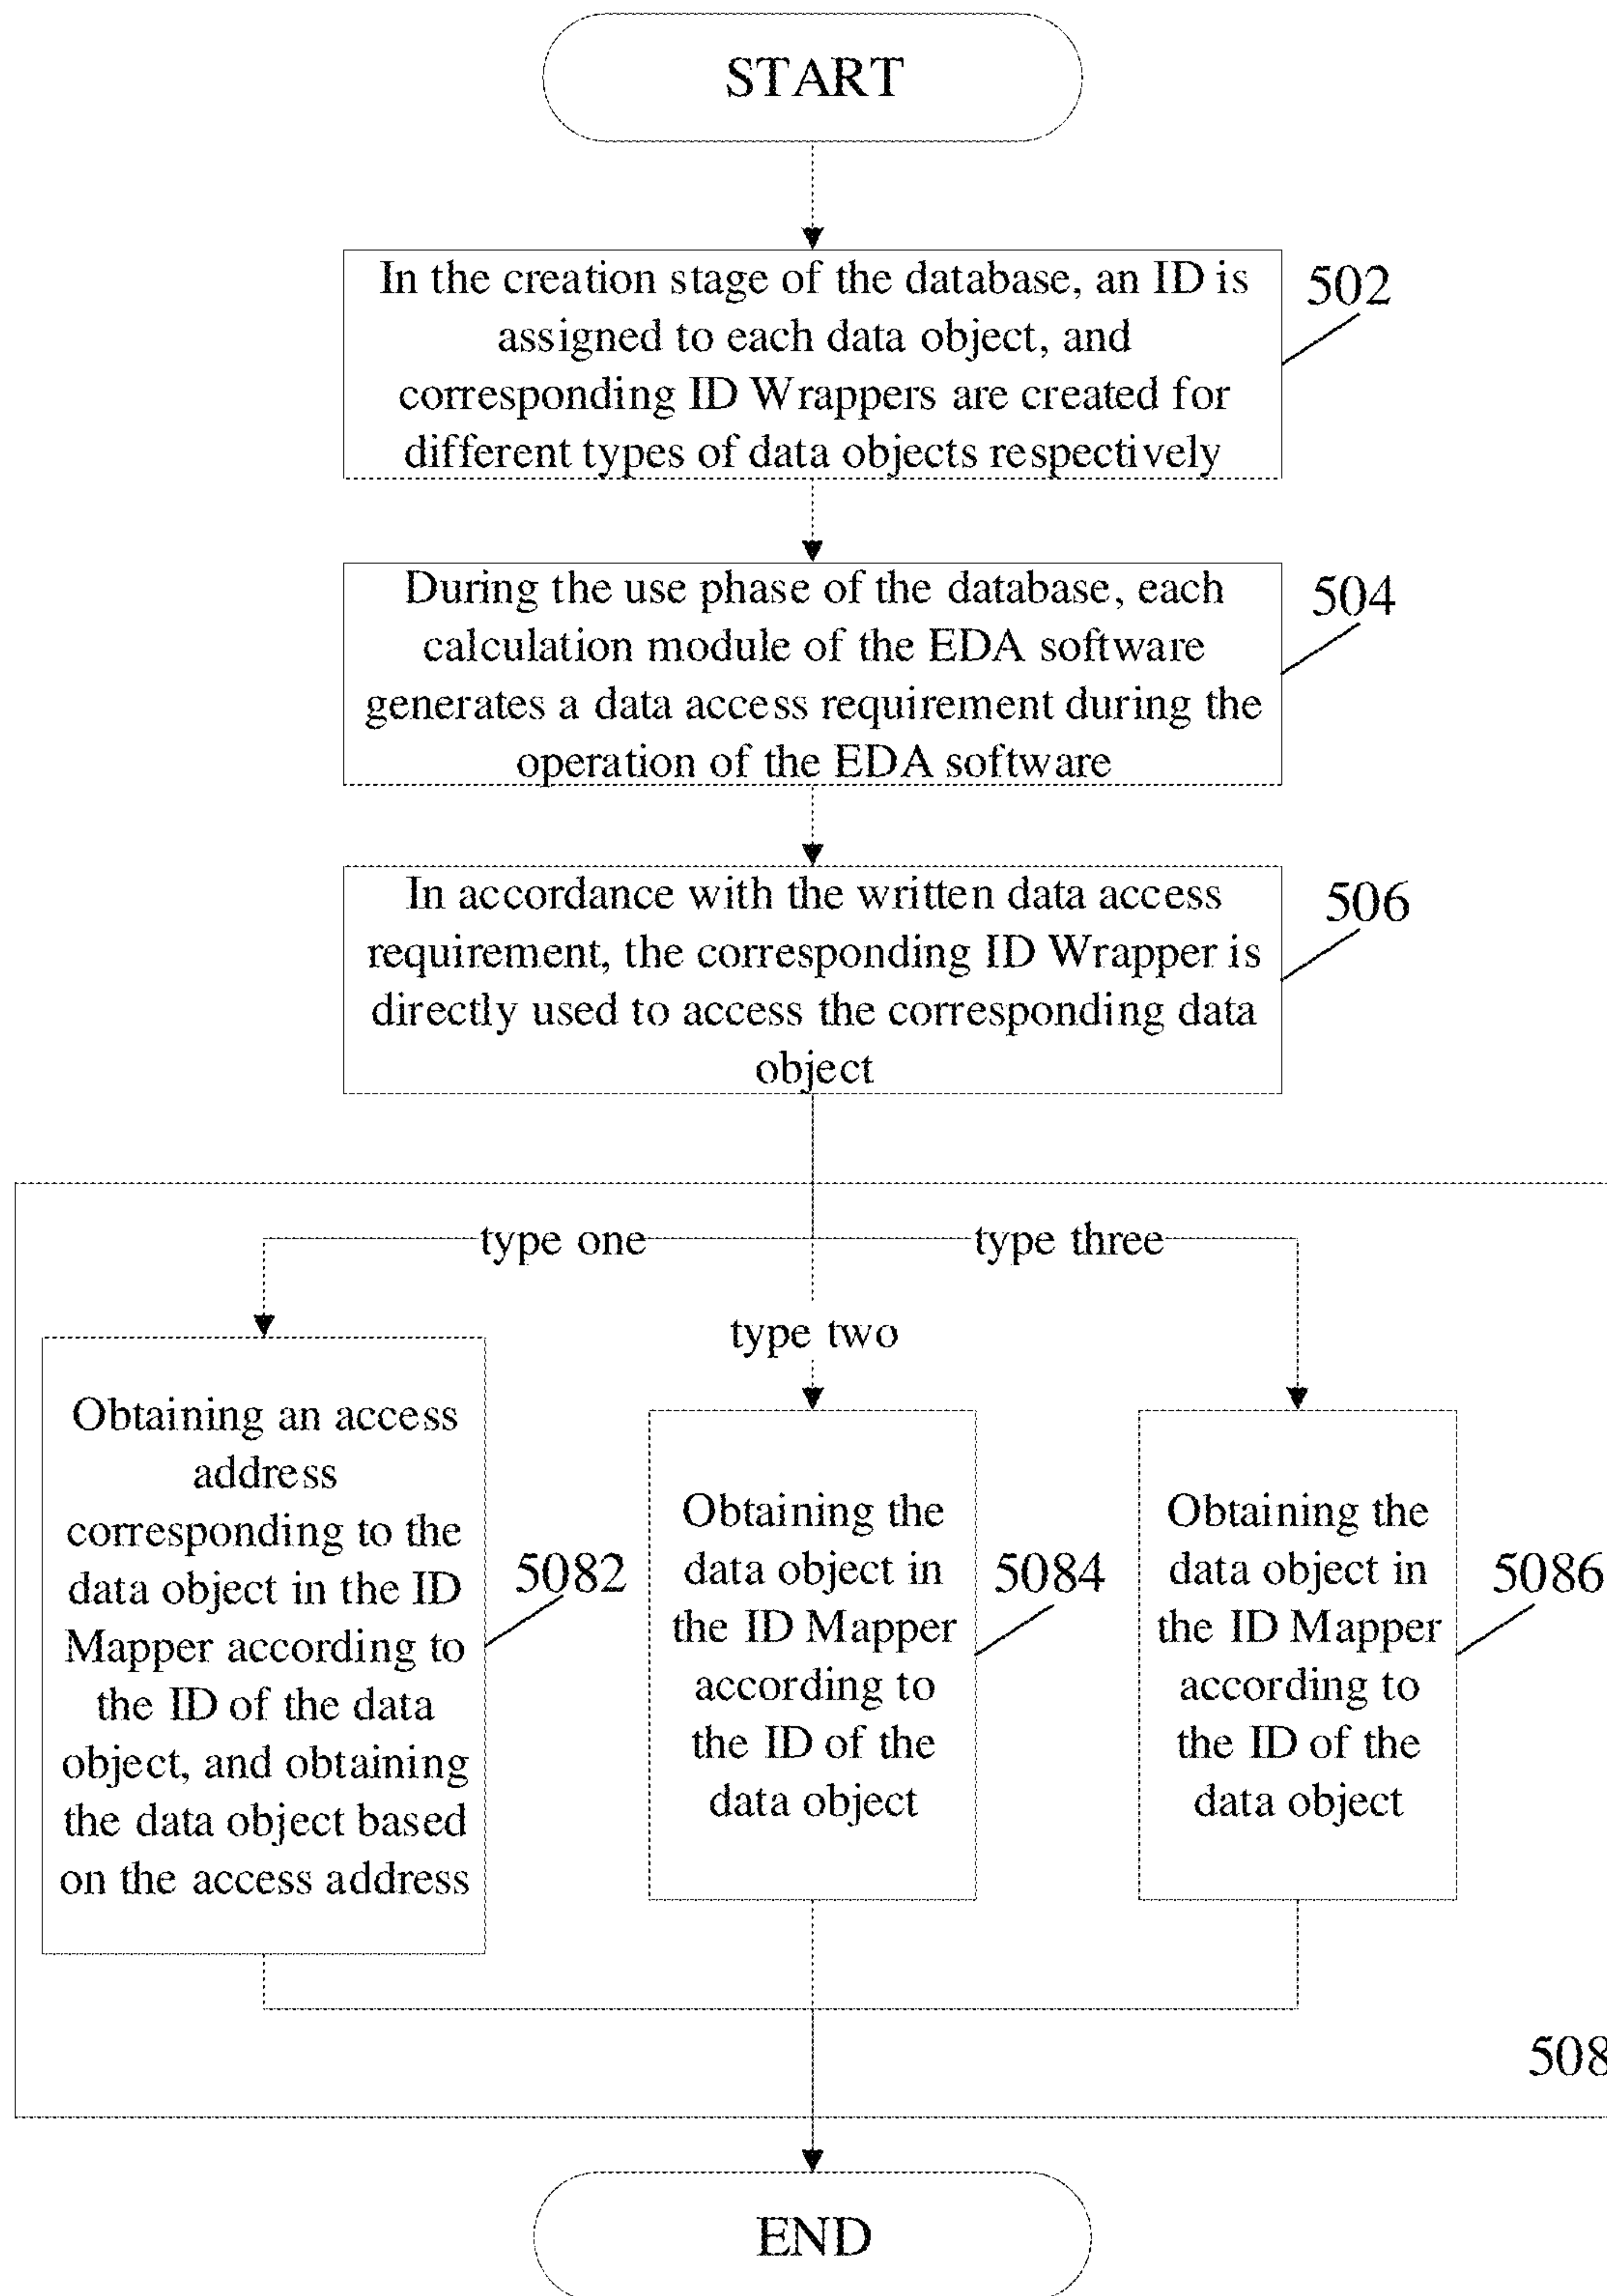 START
In the creation stage of the database, an ID is
assigned to each data object, and
corresponding ID Wrappers are created for
different types of data objects respectively
502
During the use phase of the database, each
calculation module of the EDA software
generates a data access requirement during the
operation of the EDA software
504
In accordance with the written data access
requirement, the corresponding ID Wrapper is
directly used to access the corresponding data
object
506
type one
type three
type two
Obtaining an access
address
corresponding to the
data object in the ID
Mapper according to
the ID of the data
object, and obtaining
the data object based
on the access address
5082
Obtaining the
data object in
the ID Mapper
according to
the ID of the
data object
5084
Obtaining the
data object in
the ID Mapper
according to
the ID of the
data object
5086
508
END